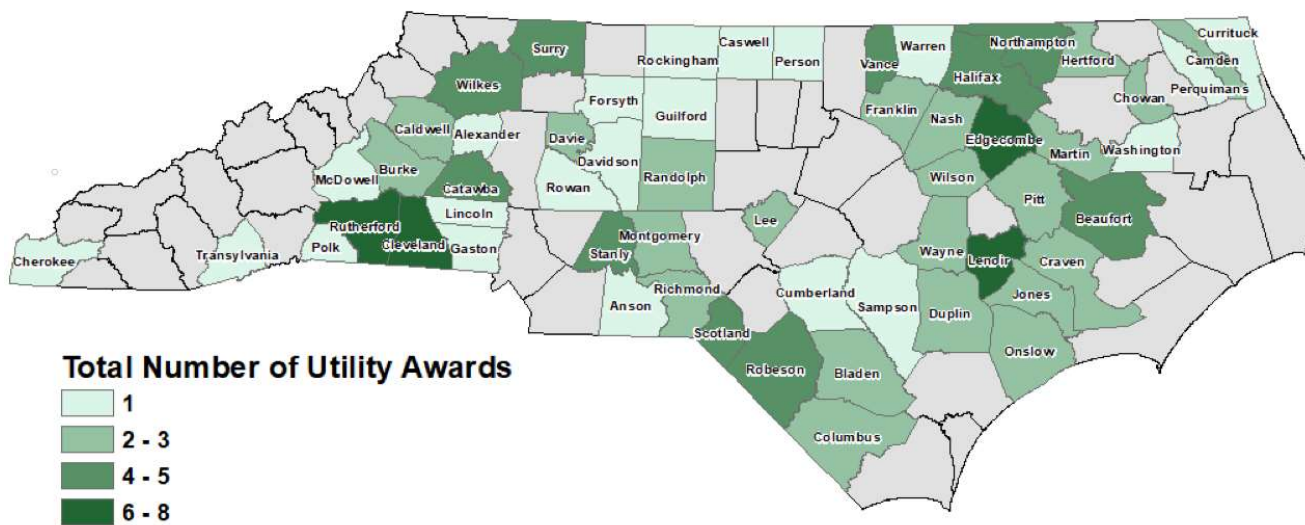 Surry
Caswell
Rockingham
Person
Vance
Warren
Northampton
Hertford
Currituck
Camden
Wilkes
Halifax
Chowan
Perquimans
Forsyth
Guilford
Franklin
Nash
Edgecombe
Caldwell
Alexander
Davie
Davidson
Randolph
Martin
Washington
McDowell
Burke
Catawba
Rowan
Wilson
Pitt
Beaufort
Lincoln
Rutherford
Cleveland
Gaston
Polk
Lee
Wayne
Lenoir
Craven
Cherokee
Transylvania
Stanly
Montgomery
Jones
Anson
Richmond
Cumberland
Sampson
Duplin
Scotland
Onslow
Robeson
Bladen
Columbus
Total Number of Utility Awards
1
2 - 3
4 - 5
6 - 8